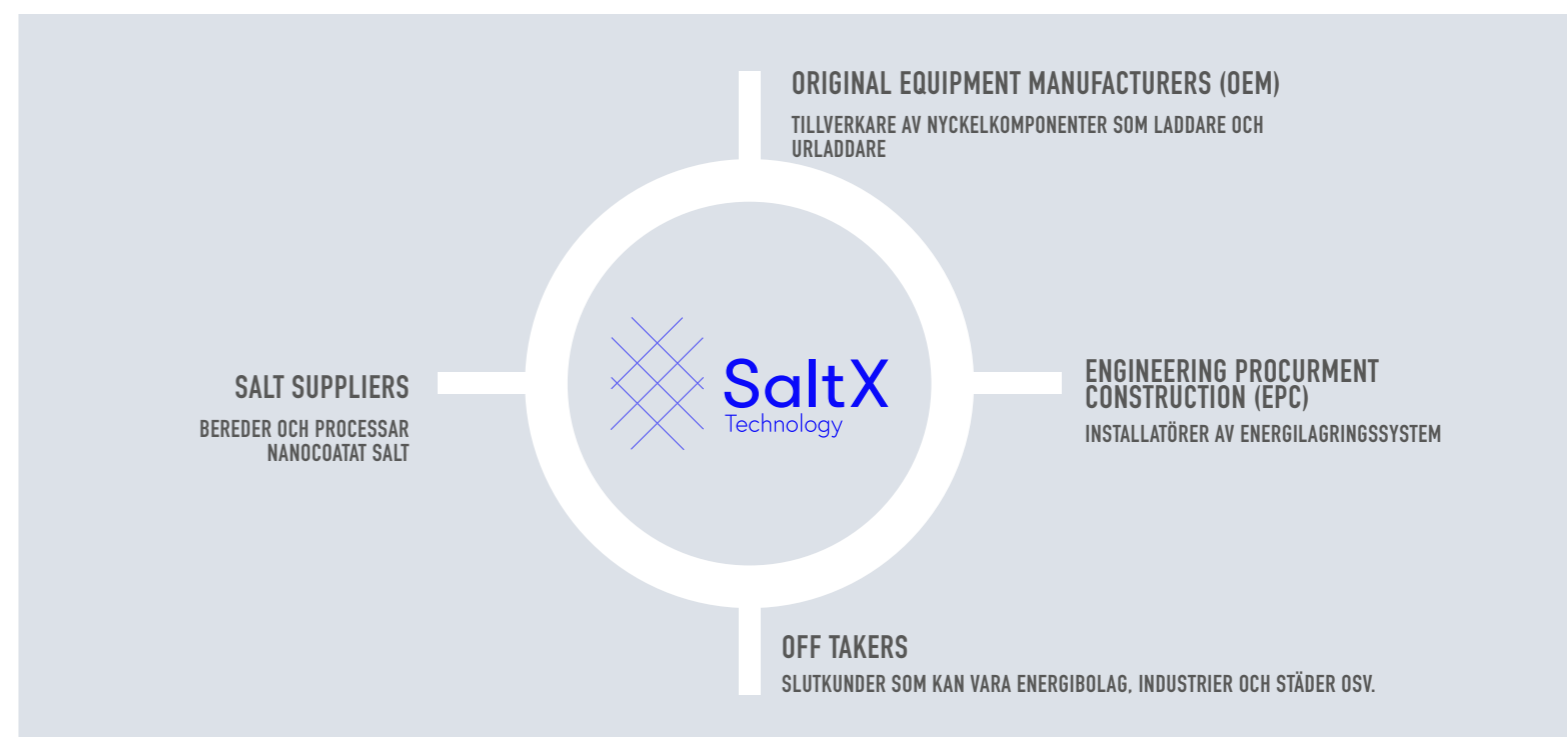 ORIGINAL EQUIPMENT MANUFACTURERS (OEM)
TILLVERKARE AV NYCKELKOMPONENTER SOM LADDARE OCH
URLADDARE
SALT SUPPLIERS
BEREDER OCH PROCESSAR
NANOCOATAT SALT
SaltX
Technology
ENGINEERING PROCURMENT
CONSTRUCTION (EPC)
INSTALLATÖRER AV ENERGILAGRINGSSYSTEM
OFF TAKERS
SLUTKUNDER SOM KAN VARA ENERGIBOLAG, INDUSTRIER OCH STÄDER OSV.